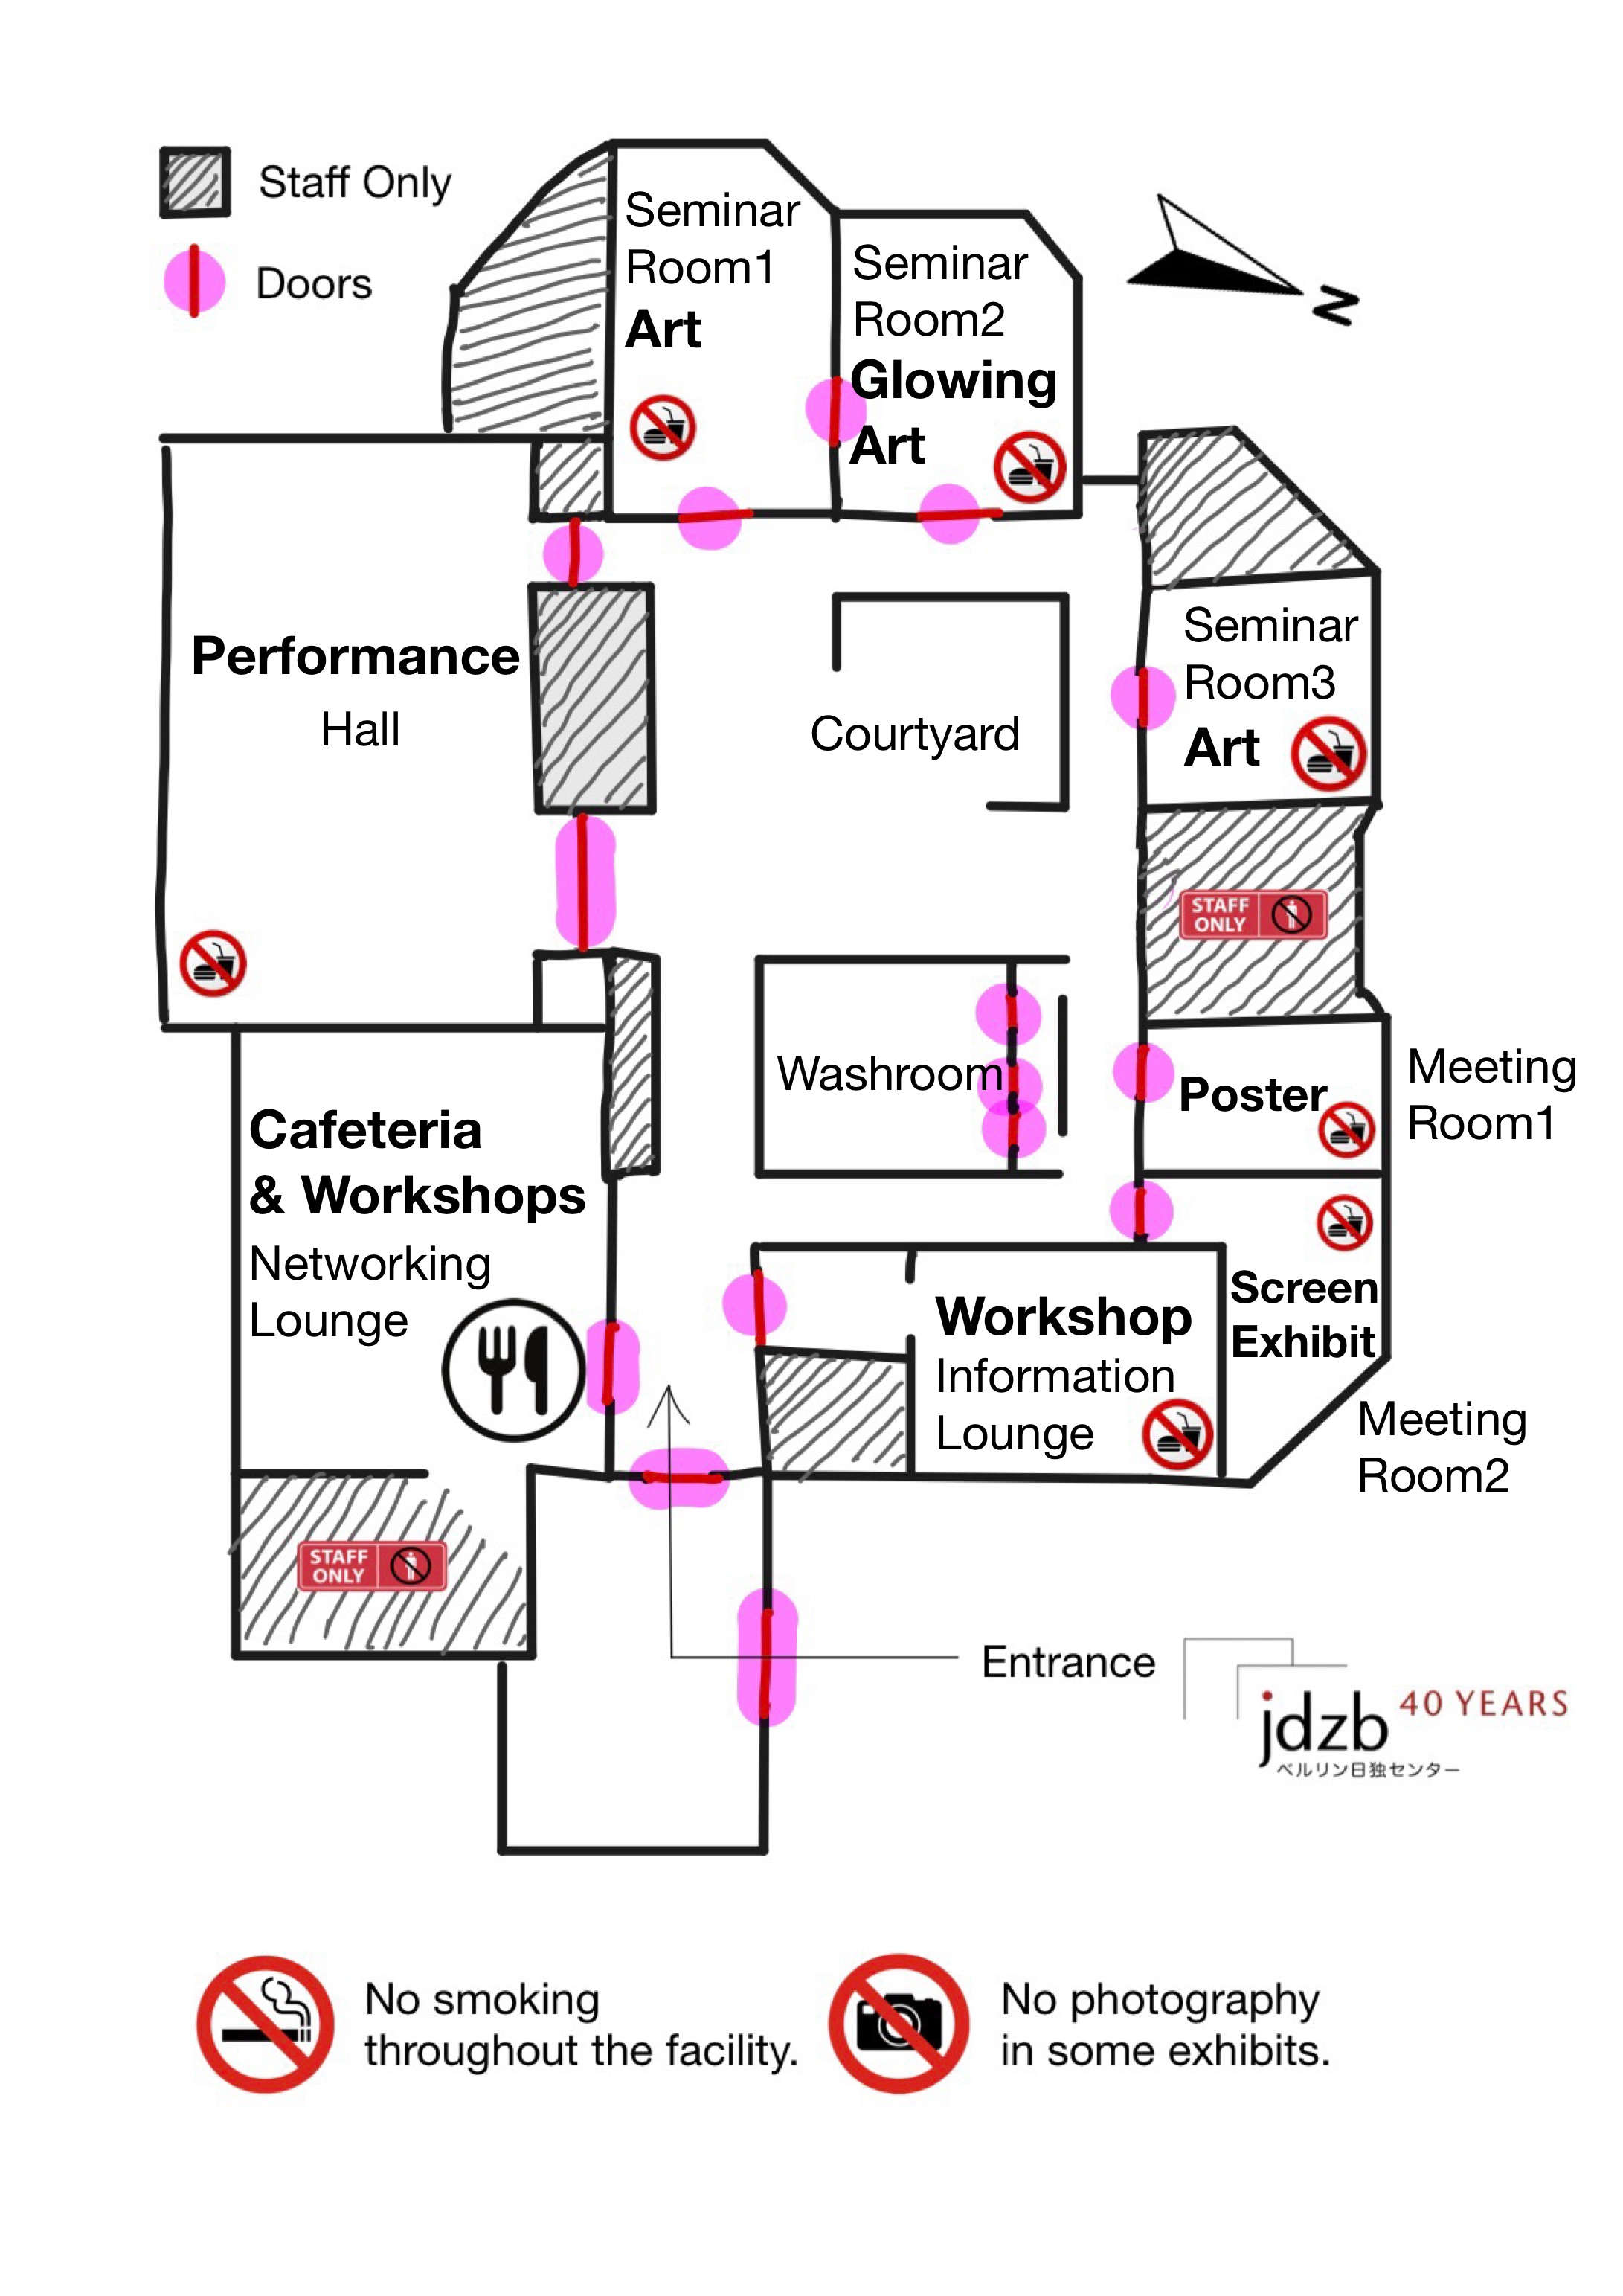 Staff Only
Doors
Seminar
Room1
Art
Seminar
Room2
Glowing
Art
N
Performance
Hall
Courtyard
Seminar
Room3
Art
STAFF
ONLY
Washroom
Poster
Meeting
Room1
Cafeteria
& Workshops
Networking
Lounge
Workshop
Information
Lounge
Screen
Exhibit
Meeting
Room2
STAFF
ONLY
Entrance
jdzb 40 YEARS
ベルリン日独センター
No smoking
throughout the facility.
No photography
in some exhibits.